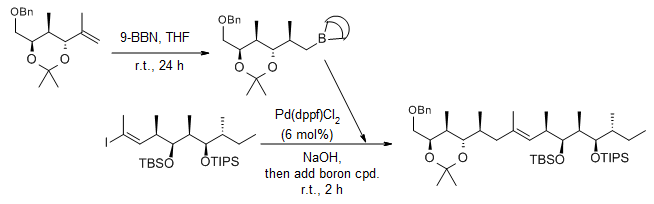 OBn
9-BBN, THF
r.t., 24 h
O
O
OBn
B
O
O
I
TBSO
OTIPS
Pd(dppf)Cl2
(6 mol%)
NaOH,
then add boron cpd.
r.t., 2 h
OBn
O
O
TBSO
OTIPS